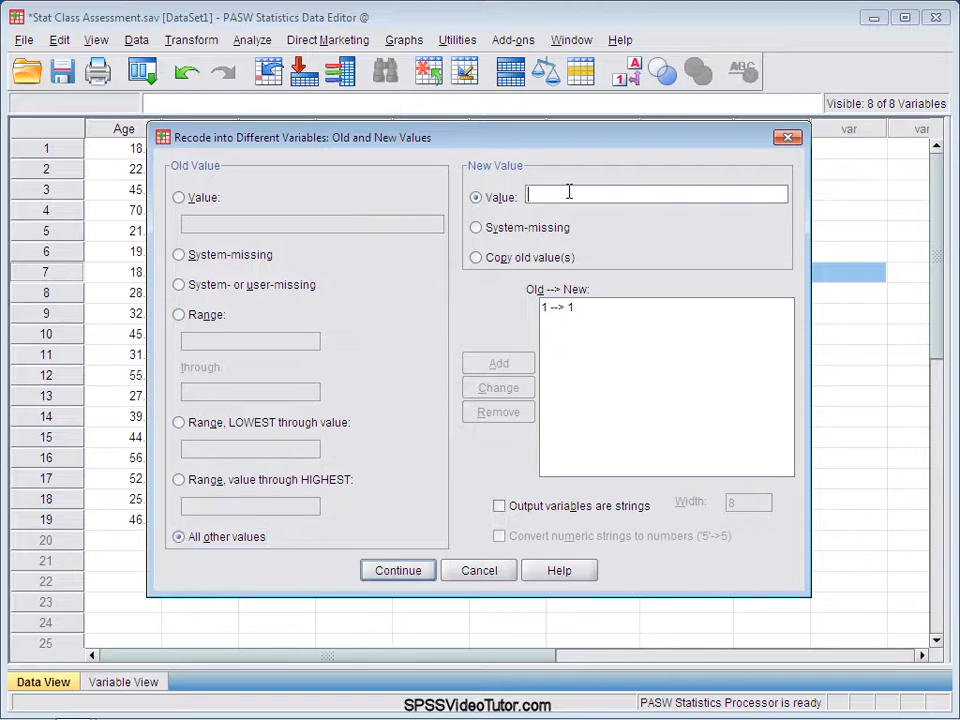 *Stat Class Assessment.sav [DataSet1] - PASW Statistics Data Editor @
File Edit View Data Transform Analyze Direct Marketing Graphs Utilities Add-ons Window Help
Visible: 8 of 8 Variables
Age var var
1 18.
2 22.
3 45.
4 70.
5 21.
6 19.
7 18.
8 28.
9 32.
10 45.
11 31.
12 55.
13 27.
14 39.
15 44.
16 56.
17 52.
18 25.
19 46.
20
21
22
23
24
25
Recode into Different Variables: Old and New Values
Old Value
Value:
System-missing
System- or user-missing
Range:
through
Range, LOWEST through value:
Range, value through HIGHEST:
All other values
New Value
Value:
System-missing
Copy old value(s)
Old --> New:
1 --> 1
Add
Change
Remove
Output variables are strings Width: 8
Convert numeric strings to numbers ('5'->5)
Continue Cancel Help
Data View Variable View
SPSSVideoTutor.com
PASW Statistics Processor is ready